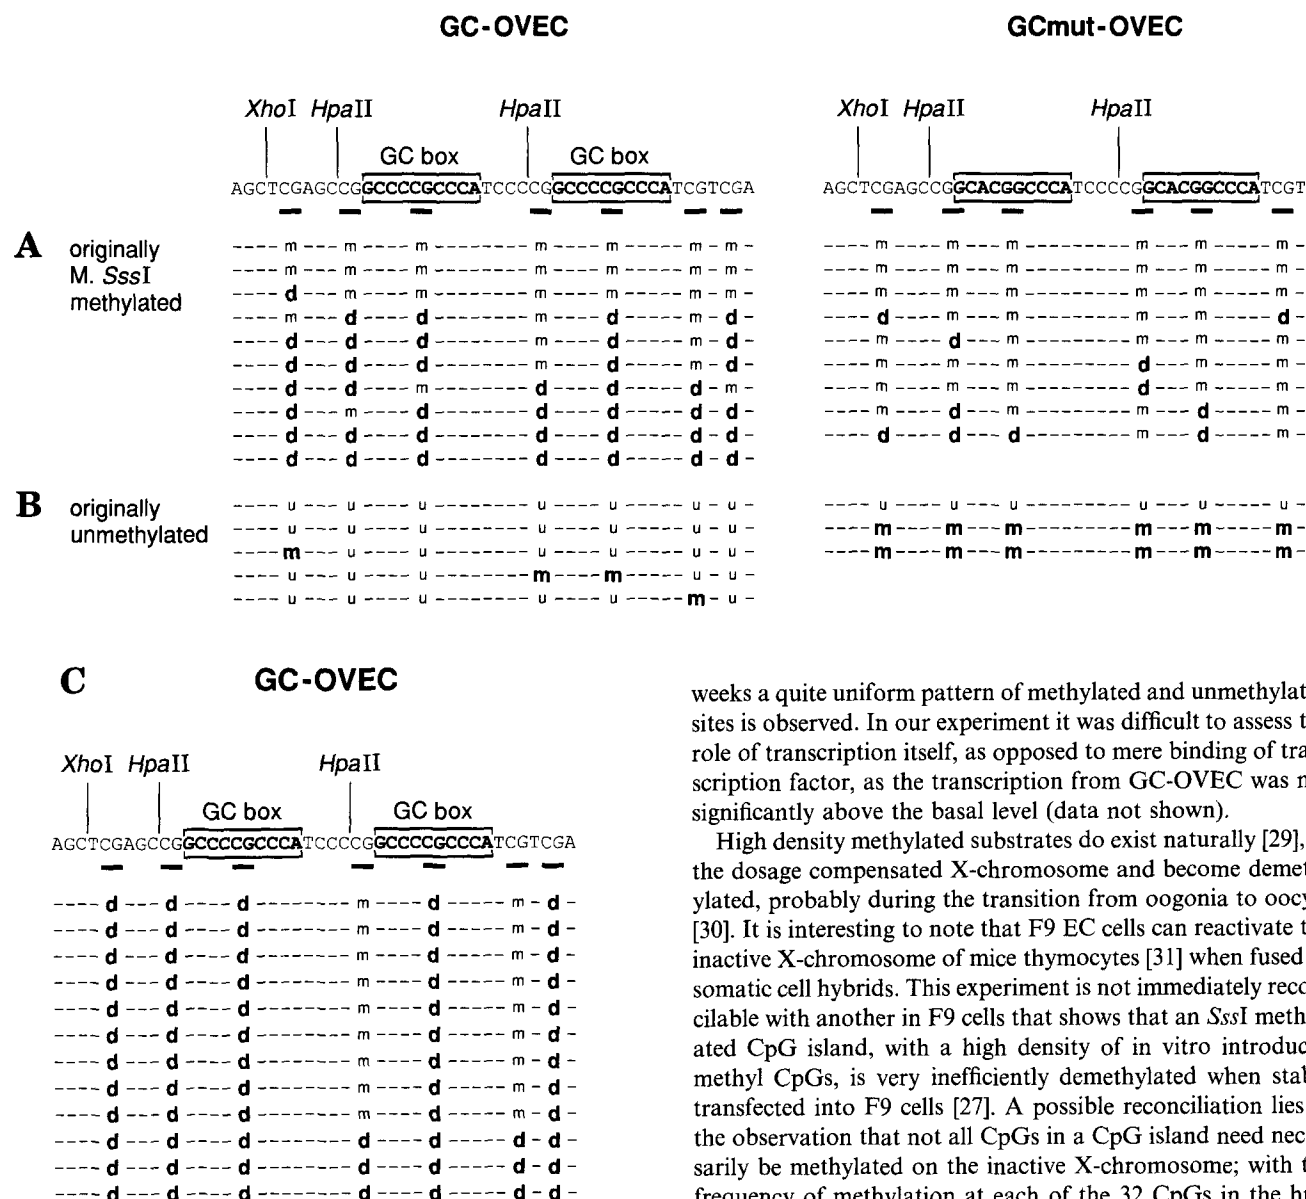 GC-OVEC GCmut-OVEC
XhoI HpaII HpaII XhoI HpaII HpaII
GC box GC box
AGCTCGAGCCGGCCCCGCCCATCCCCGGCCCCGCCCATCGTCGA AGCTCGAGCCGGCACGGCCCATCCCCGGCACGGCCCATCGT
A originally M. SssI methylated
----m---m----m---------m----m------m-m- ----m----m---m----------m---m-----m-
----m---m----m---------m----m------m-m- ----m----m---m----------m---m-----m-
----d---m----m---------m----m------m-m- ----m----m---m----------m---m-----m-
----m---d----d---------m----d------m-d- ----d----m---m----------m---m-----d-
----d---d----d---------m----d------m-d- ----m----d---m----------m---m-----m-
----d---d----d---------m----d------m-d- ----m----m---m----------d---m-----m-
----d---d----m---------d----d------d-m- ----m----m---m----------d---m-----m-
----d---m----d---------d----d------d-d- ----m----d---m----------m---d-----m-
----d---d----d---------d----d------d-d- ----d----d---d----------m---d-----m-
----d---d----d---------d----d------d-d-
B originally unmethylated
----u---u----u---------u----u------u-u- ----u----u---u----------u---u-----u-
----u---u----u---------u----u------u-u- ----m----m---m----------m---m-----m-
----m---u----u---------u----u------u-u- ----m----m---m----------m---m-----m-
----u---u----u---------m----m------u-u-
----u---u----u---------u----u------m-u-
C GC-OVEC
XhoI HpaII HpaII
GC box GC box
AGCTCGAGCCGGCCCCGCCCATCCCCGGCCCCGCCCATCGTCGA
----d---d----d---------m----d------m-d-
----d---d----d---------m----d------m-d-
----d---d----d---------m----d------m-d-
----d---d----d---------m----d------m-d-
----d---d----d---------m----d------m-d-
----d---d----d---------m----d------m-d-
----d---d----d---------m----d------m-d-
----d---d----d---------m----d------m-d-
----d---d----d---------m----d------m-d-
----d---d----d---------d----d------d-d-
----d---d----d---------d----d------d-d-
----d---d----d---------d----d------d-d-
weeks a quite uniform pattern of methylated and unmethylat
sites is observed. In our experiment it was difficult to assess t
role of transcription itself, as opposed to mere binding of tra
scription factor, as the transcription from GC-OVEC was n
significantly above the basal level (data not shown).
High density methylated substrates do exist naturally [29],
the dosage compensated X-chromosome and become demet
ylated, probably during the transition from oogonia to oocy
[30]. It is interesting to note that F9 EC cells can reactivate t
inactive X-chromosome of mice thymocytes [31] when fused
somatic cell hybrids. This experiment is not immediately reco
cilable with another in F9 cells that shows that an SssI meth
ated CpG island, with a high density of in vitro introduc
methyl CpGs, is very inefficiently demethylated when stab
transfected into F9 cells [27]. A possible reconciliation lies
the observation that not all CpGs in a CpG island need nec
sarily be methylated on the inactive X-chromosome; with t
frequency of methylation at each of the 32 CpGs in the h